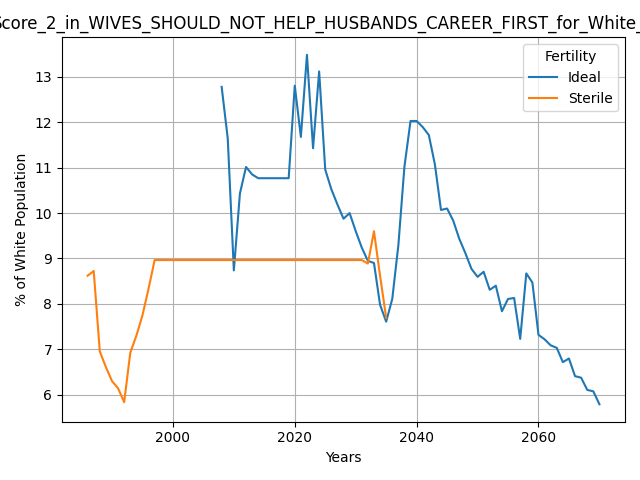 Score_2_in_WIVES_SHOULD_NOT_HELP_HUSBANDS_CAREER_FIRST_for_White_
Fertility
Ideal
Sterile
% of White Population
13
12
11
10
9
8
7
6
2000 2020 2040 2060
Years